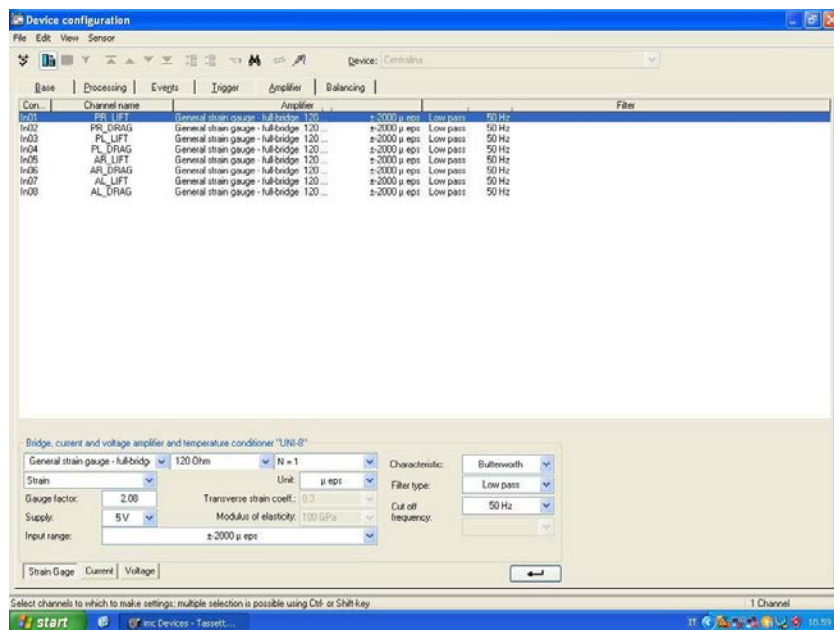 Device configuration
File Edit View Sensor
Device: Centralina
Base Processing Events Trigger Amplifier Balancing
Con... Channel name Amplifier Filter
In01 PR_LIFT General strain gauge - full-bridge 120 ... ±-2000 µ eps Low pass 50 Hz
In02 PR_DRAG General strain gauge - full-bridge 120 ... ±-2000 µ eps Low pass 50 Hz
In03 PL_LIFT General strain gauge - full-bridge 120 ... ±-2000 µ eps Low pass 50 Hz
In04 PL_DRAG General strain gauge - full-bridge 120 ... ±-2000 µ eps Low pass 50 Hz
In05 AR_LIFT General strain gauge - full-bridge 120 ... ±-2000 µ eps Low pass 50 Hz
In06 AR_DRAG General strain gauge - full-bridge 120 ... ±-2000 µ eps Low pass 50 Hz
In07 AL_LIFT General strain gauge - full-bridge 120 ... ±-2000 µ eps Low pass 50 Hz
In08 AL_DRAG General strain gauge - full-bridge 120 ... ±-2000 µ eps Low pass 50 Hz
Bridge, current and voltage amplifier and temperature conditioner "UNI-8"
General strain gauge - full-bridg 120 Ohm N = 1 Characteristic: Butterworth
Strain Unit µ eps Filter type: Low pass
Gauge factor: 2.08 Transverse strain coeff.: 0.3 Cut off frequency: 50 Hz
Supply: 5 V Modulus of elasticity: 100 GPa
Input range: ±-2000 µ eps
Strain Gage Current Voltage
Select channels to which to make settings; multiple selection is possible using Ctrl- or Shift-key 1 Channel
start imc Devices - Tassett... IT 10.59